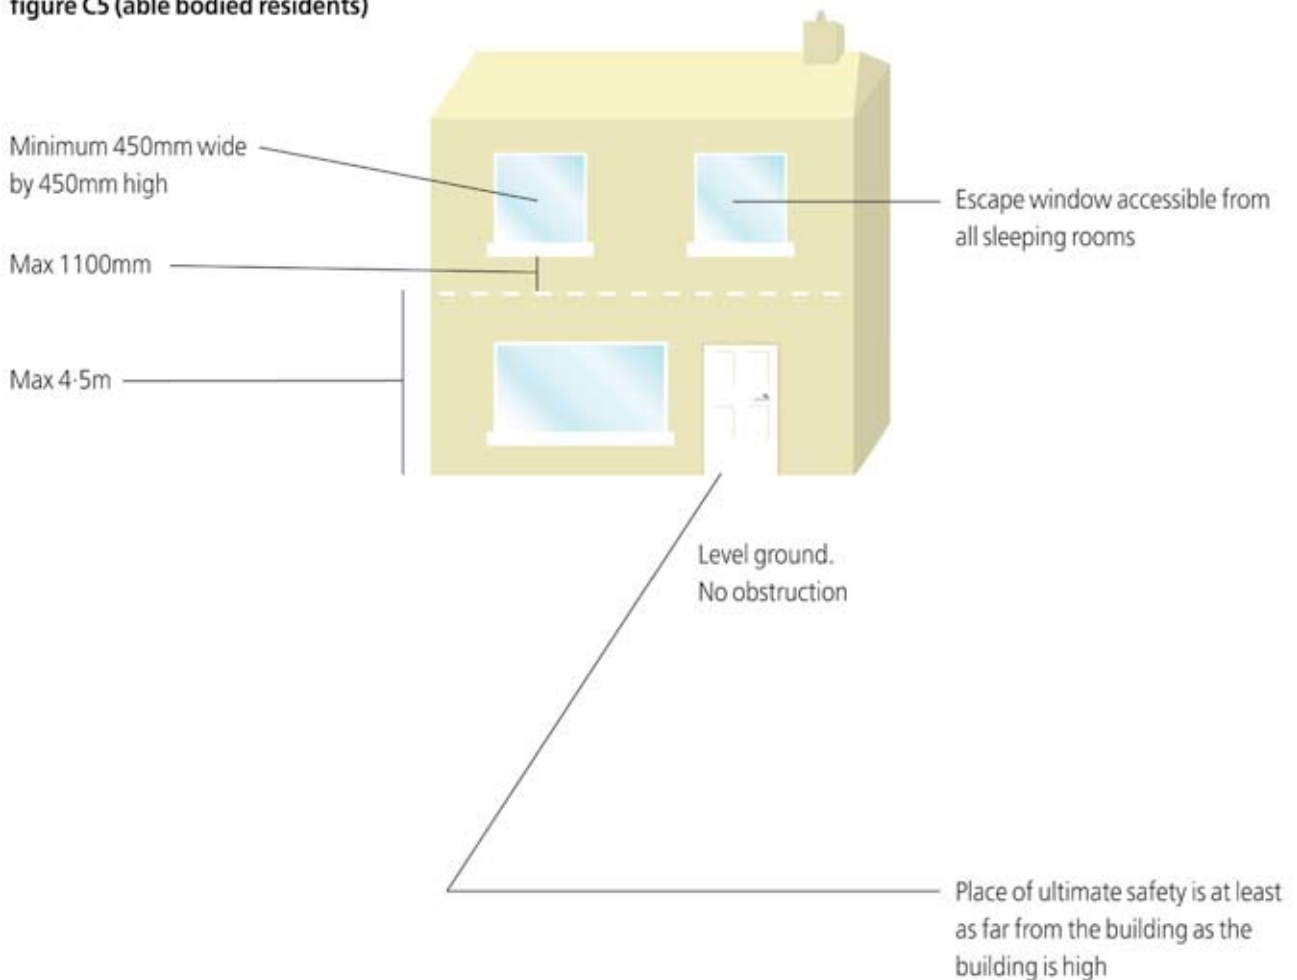 figure C5 (able bodied residents)
Minimum 450mm wide
by 450mm high
Escape window accessible from
all sleeping rooms
Max 1100mm
Max 4·5m
Level ground.
No obstruction
Place of ultimate safety is at least
as far from the building as the
building is high